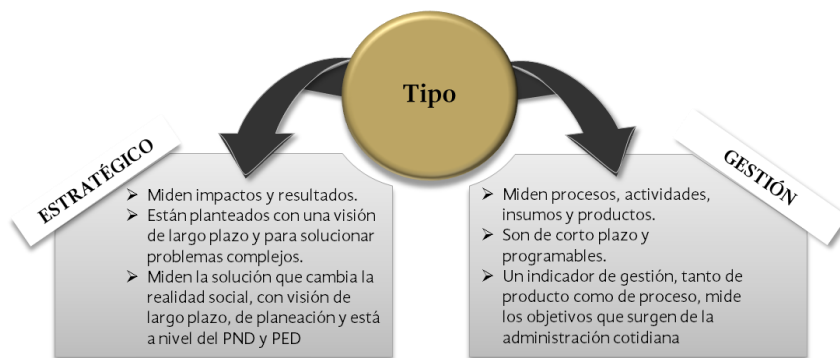 Tipo
ESTRATÉGICO
➢ Miden impactos y resultados.
➢ Están planteados con una visión
de largo plazo y para solucionar
problemas complejos.
➢ Miden la solución que cambia la
realidad social, con visión de
largo plazo, de planeación y está
a nivel del PND y PED
GESTIÓN
➢ Miden procesos, actividades,
insumos y productos.
➢ Son de corto plazo y
programables.
➢ Un indicador de gestión, tanto de
producto como de proceso, mide
los objetivos que surgen de la
administración cotidiana